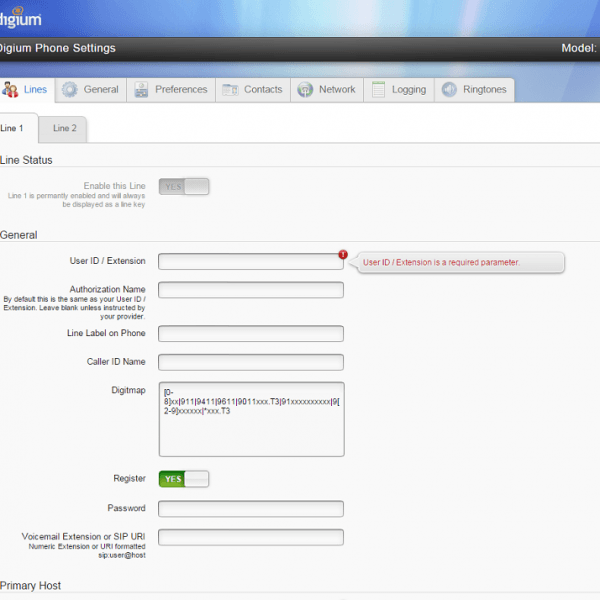 digium
Digium Phone Settings
Model:
Lines
General
Preferences
Contacts
Network
Logging
Ringtones
Line 1
Line 2
Line Status
Enable this Line
Line 1 is permantly enabled and will always
be displayed as a line key
YES
General
User ID / Extension
User ID / Extension is a required parameter.
Authorization Name
By default this is the same as your User ID /
Extension. Leave blank unless instructed by
your provider.
Line Label on Phone
Caller ID Name
Digitmap
[0-
8]xx|911|9411|9611|9011xxx.T3|91xxxxxxxxxx|9[
2-9]xxxxxx|*xxx.T3
Register
YES
Password
Voicemail Extension or SIP URI
Numeric Extension or URI formatted
sip:user@host
Primary Host